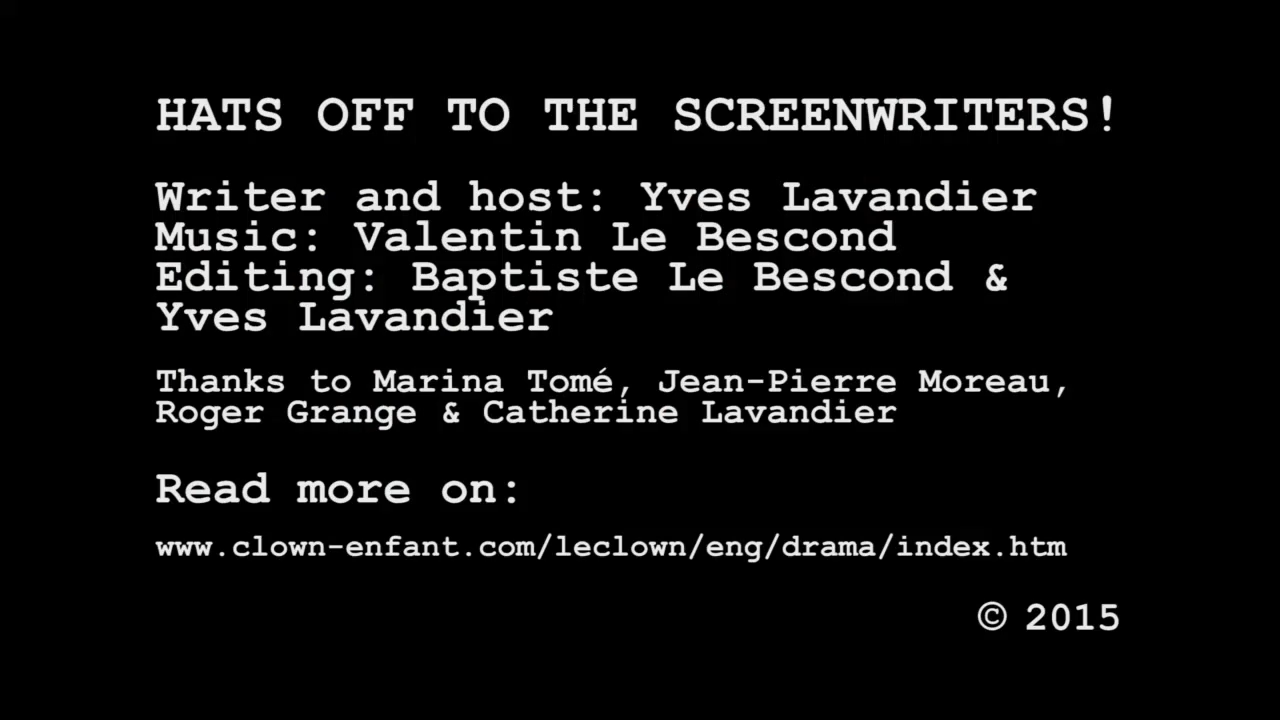 HATS OFF TO THE SCREENWRITERS!
Writer and host: Yves Lavandier
Music: Valentin Le Bescond
Editing: Baptiste Le Bescond &
Yves Lavandier
Thanks to Marina Tomé, Jean-Pierre Moreau,
Roger Grange & Catherine Lavandier
Read more on:
www.clown-enfant.com/leclown/eng/drama/index.htm
© 2015